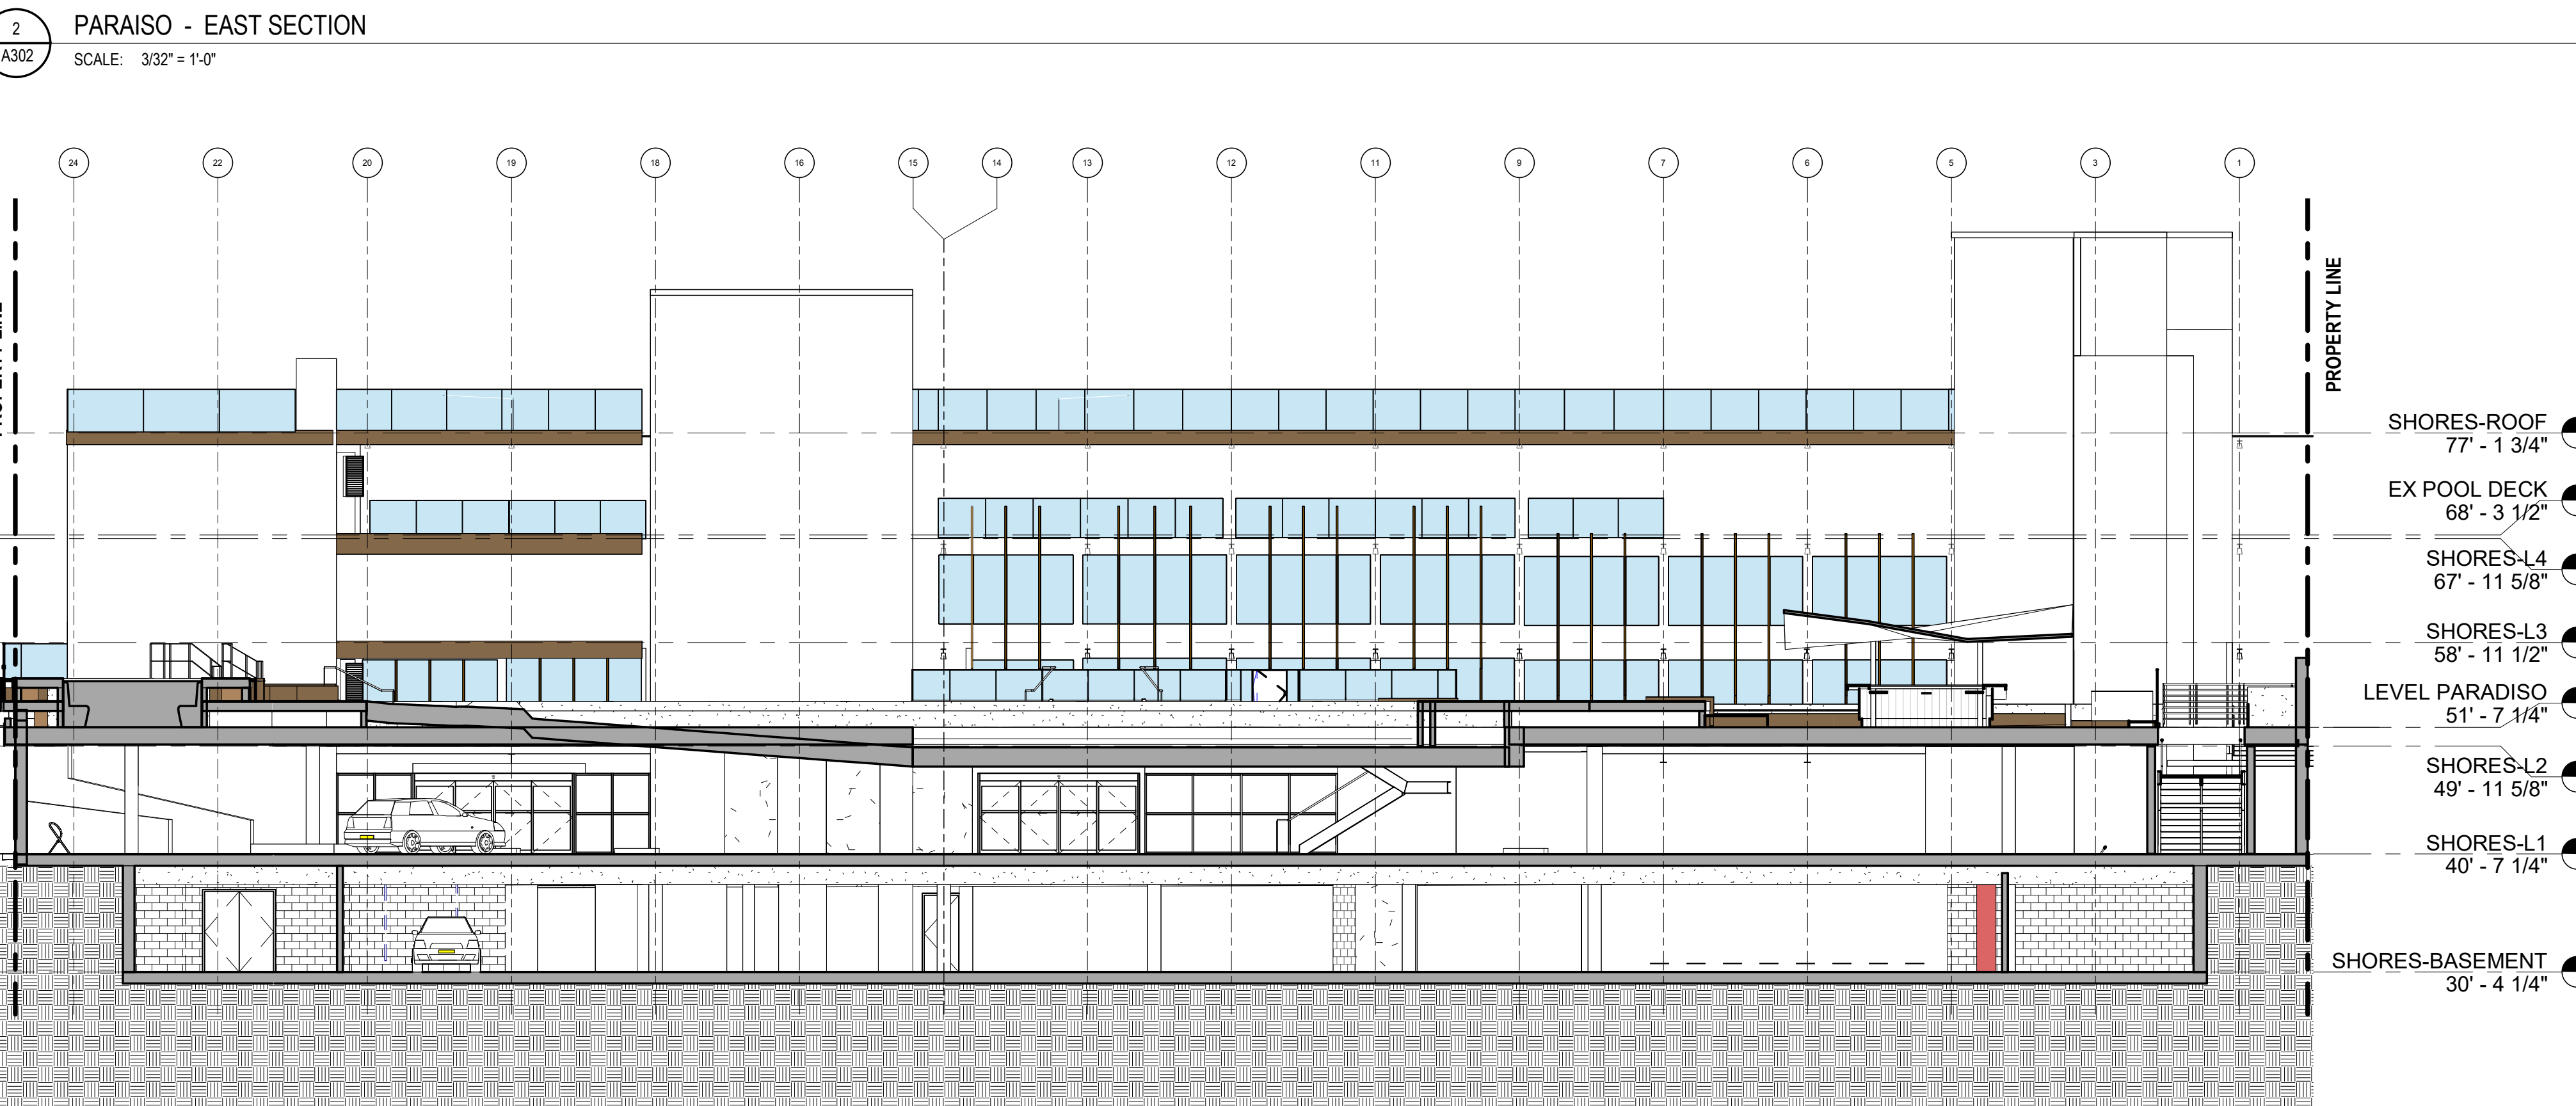 2
PARAISO - EAST SECTION
A302
SCALE: 3/32" = 1'-0"
24
22
20
19
18
16
15
14
13
12
11
9
7
6
5
3
1
PROPERTY LINE
PROPERTY LINE
SHORES-ROOF
77' - 1 3/4"
EX POOL DECK
68' - 3 1/2"
SHORES-L4
67' - 11 5/8"
SHORES-L3
58' - 11 1/2"
LEVEL PARADISO
51' - 7 1/4"
SHORES-L2
49' - 11 5/8"
SHORES-L1
40' - 7 1/4"
SHORES-BASEMENT
30' - 4 1/4"